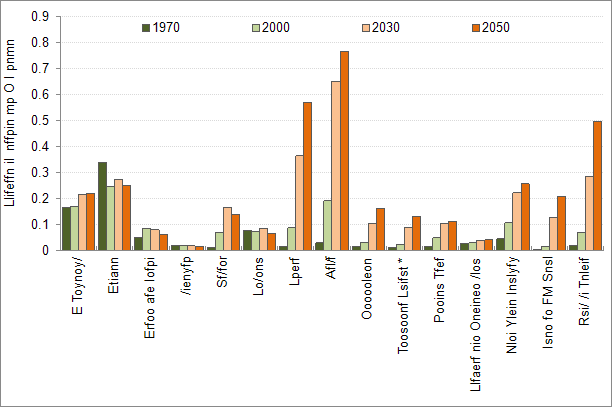 Llifeffn il nffpin mp O l pnmn
0.9
0.8
0.7
0.6
0.5
0.4
0.3
0.2
0.1
0
1970
2000
2030
2050
E Toynoy/
Etiann
Erfoo afe lofpi
/ienyfp
Sf/for
Lo/ons
Lperf
Afl/f
Oooooleon
Toosoonf Lsifst *
Pooins Tfef
Llfaerf nio Oneineo /los
Nloi Ylein Inslyfy
Isno fo FM Snsl
Rsi/ /i Tnleif